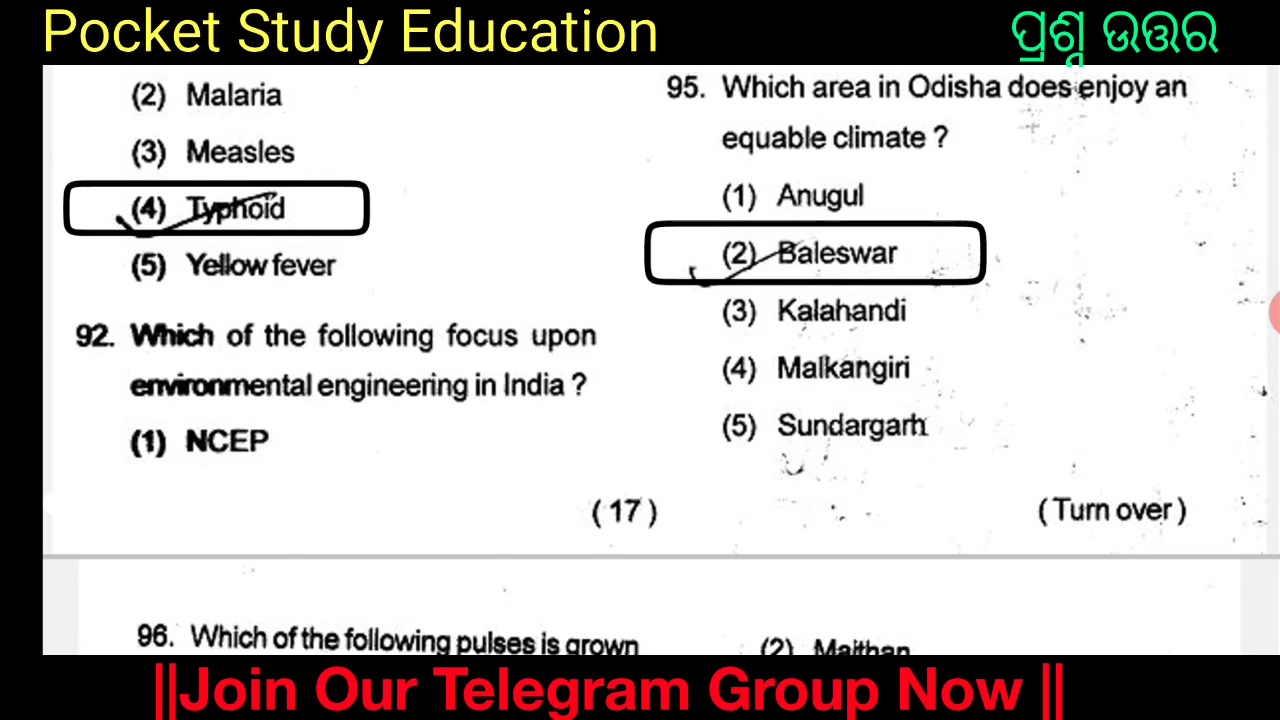 Pocket Study Education
ପ୍ରଶ୍ନ ଉତ୍ତର
(2) Malaria
(3) Measles
(4) Typhoid
(5) Yellow fever
92. Which of the following focus upon
environmental engineering in India ?
(1) NCEP
95. Which area in Odisha does enjoy an
equable climate ?
(1) Anugul
(2) Baleswar
(3) Kalahandi
(4) Malkangiri
(5) Sundargarh
( 17 )
( Turn over )
96. Which of the following pulses is grown
(2) Maithan
||Join Our Telegram Group Now ||